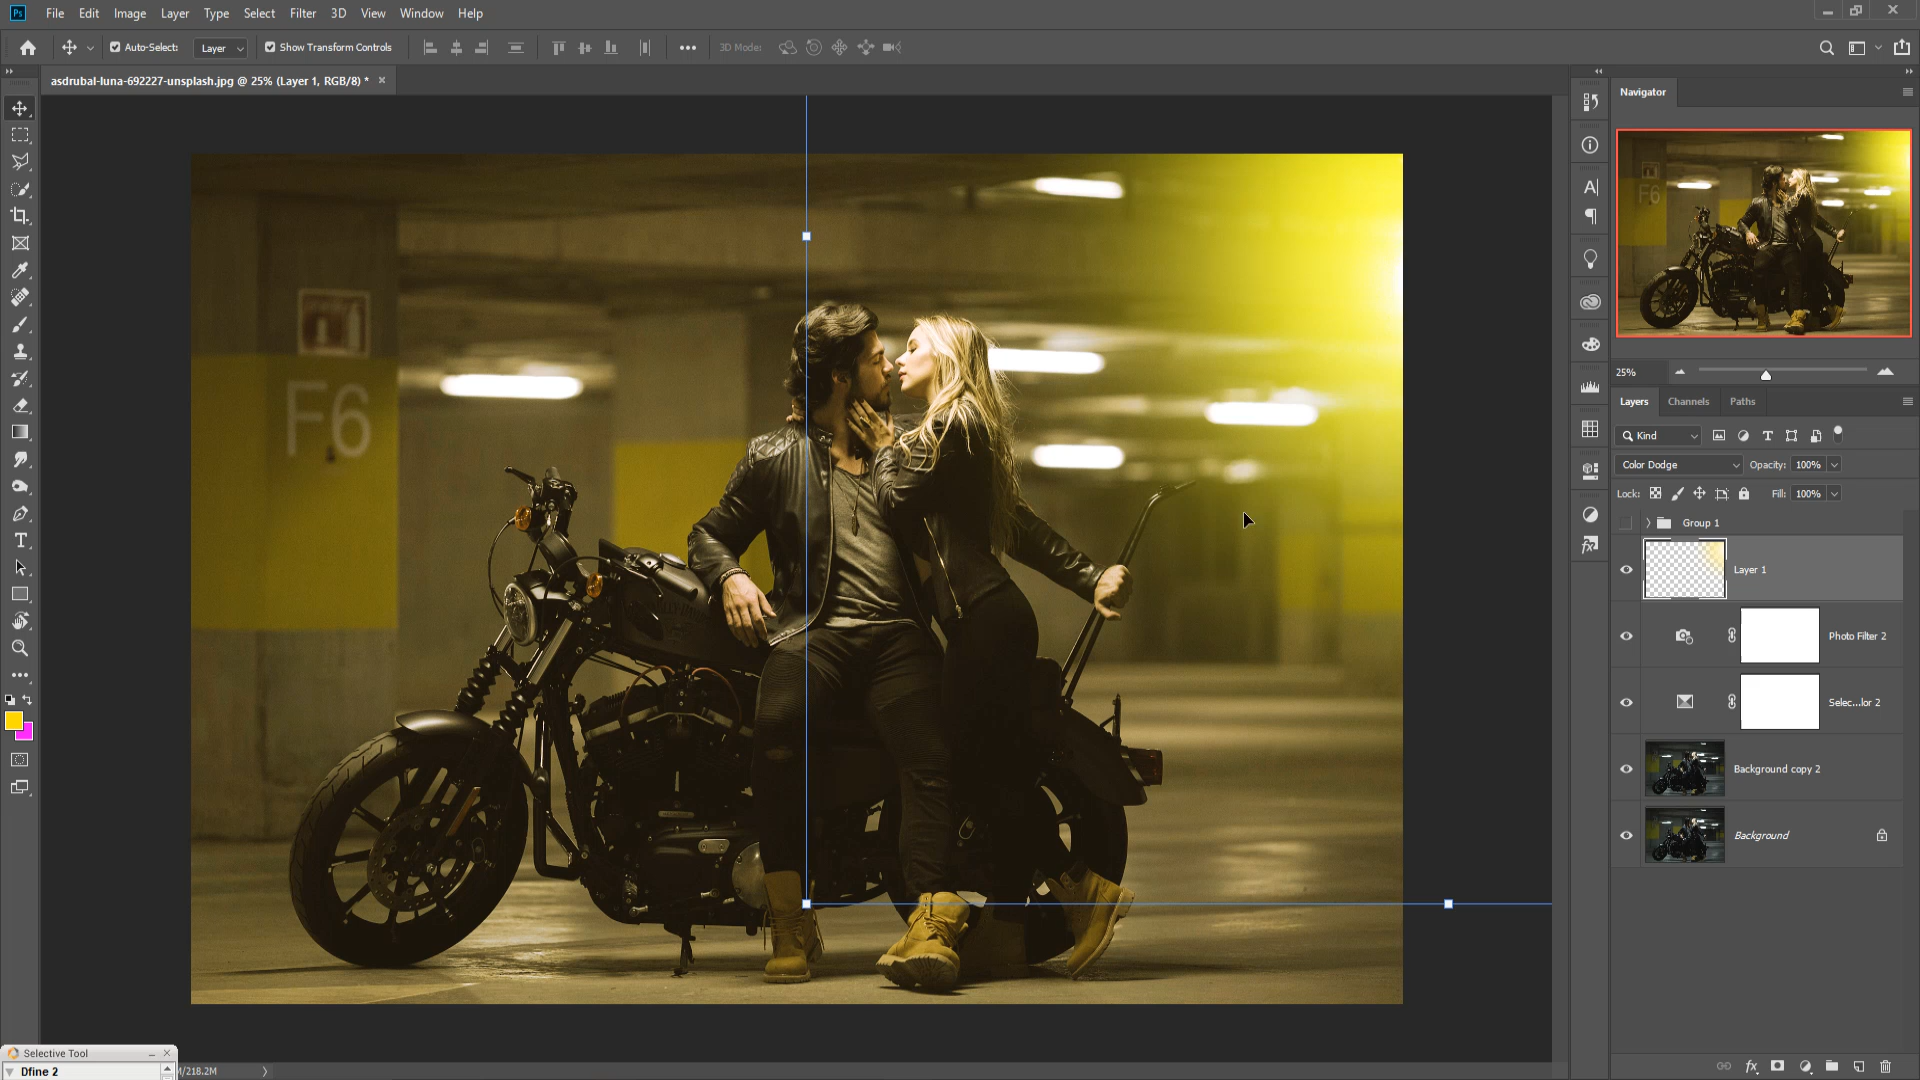 Ps File Edit Image Layer Type Select Filter 3D View Window Help
Auto-Select: Layer Show Transform Controls 3D Mode:
asdrubal-luna-692227-unsplash.jpg @ 25% (Layer 1, RGB/8) *
Navigator
F6
25%
Layers Channels Paths
Kind
Color Dodge Opacity: 100%
Lock: Fill: 100%
Group 1
Layer 1
Photo Filter 2
Selec...lor 2
Background copy 2
Background
Selective Tool
Dfine 2
M/218.2M